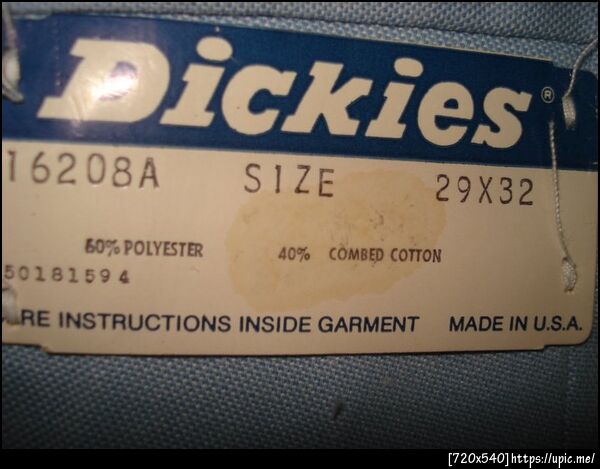 Dickies®
16208A SIZE 29X32
60% POLYESTER 40% COMBED COTTON
50181594
RE INSTRUCTIONS INSIDE GARMENT MADE IN U.S.A.
[720x540]https://upic.me/